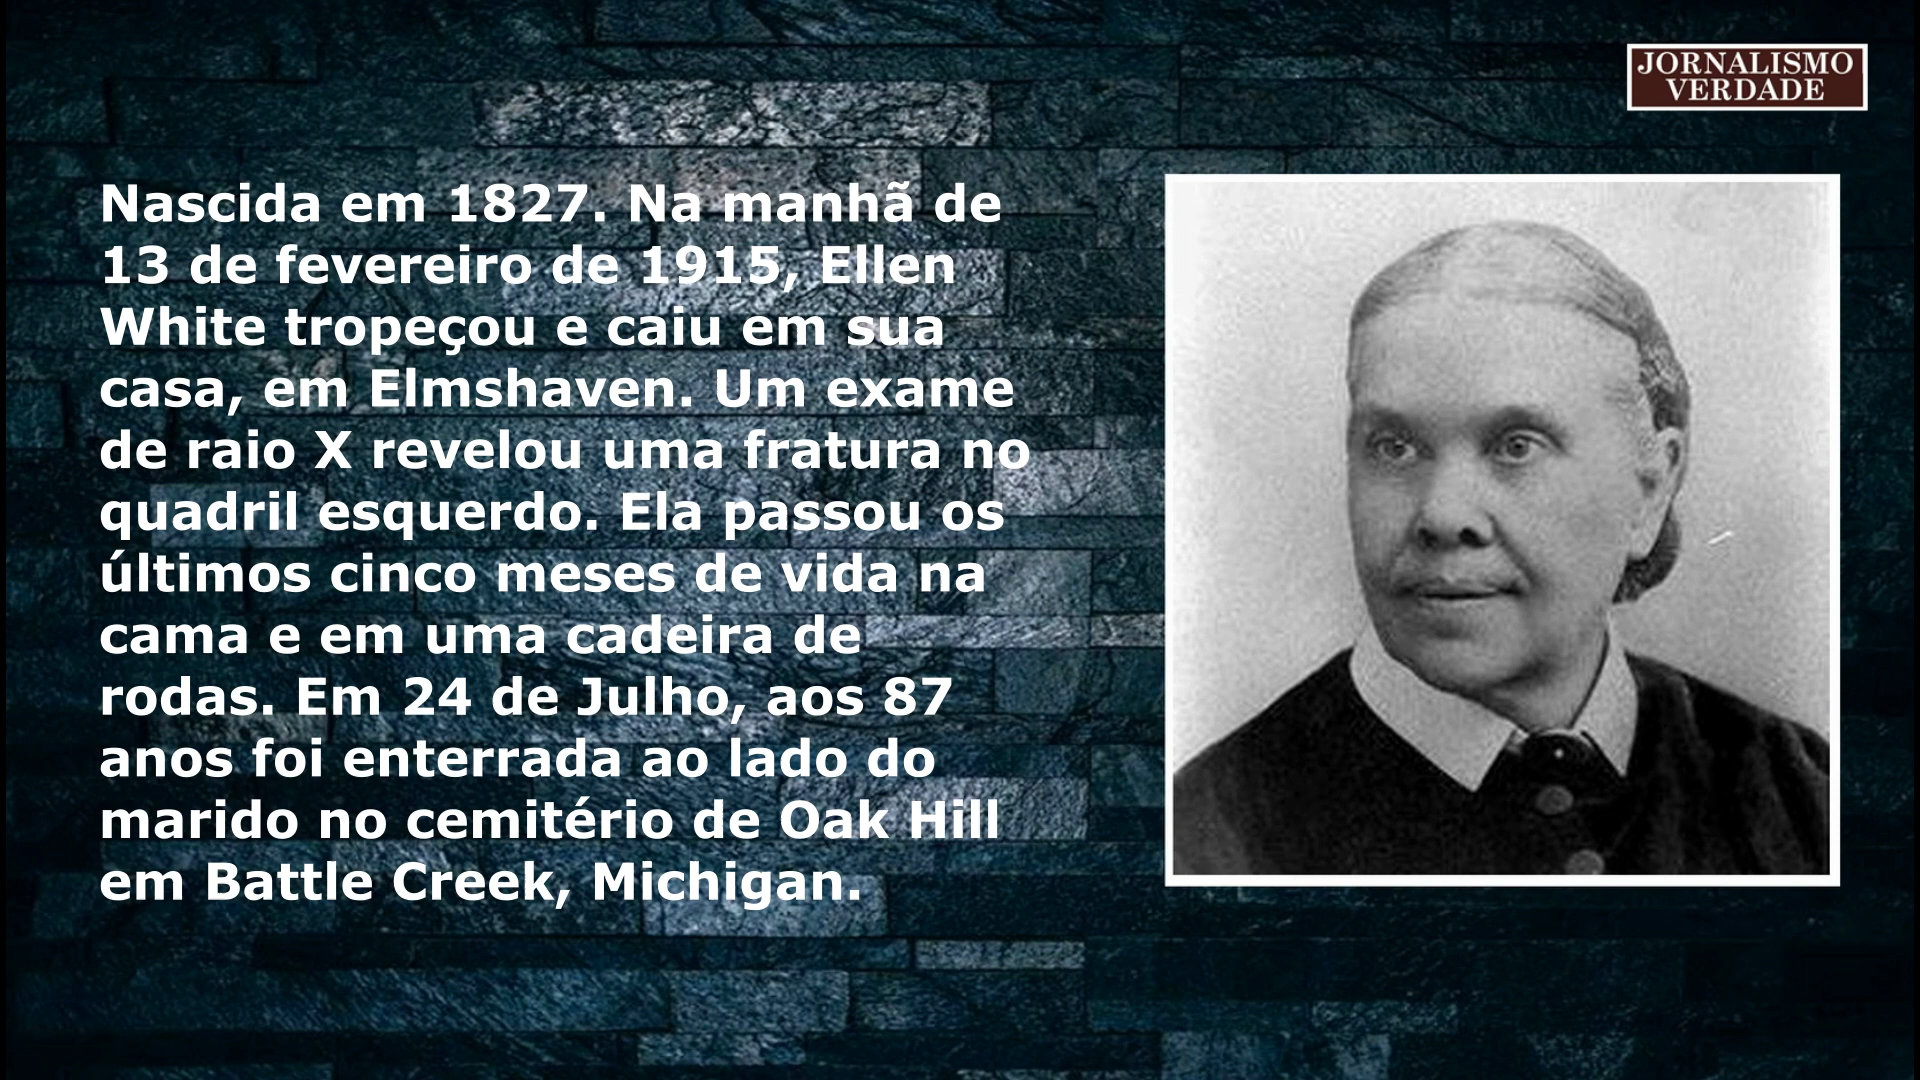 JORNALISMO
VERDADE
Nascida em 1827. Na manhã de
13 de fevereiro de 1915, Ellen
White tropeçou e caiu em sua
casa, em Elmshaven. Um exame
de raio X revelou uma fratura no
quadril esquerdo. Ela passou os
últimos cinco meses de vida na
cama e em uma cadeira de
rodas. Em 24 de Julho, aos 87
anos foi enterrada ao lado do
marido no cemitério de Oak Hill
em Battle Creek, Michigan.